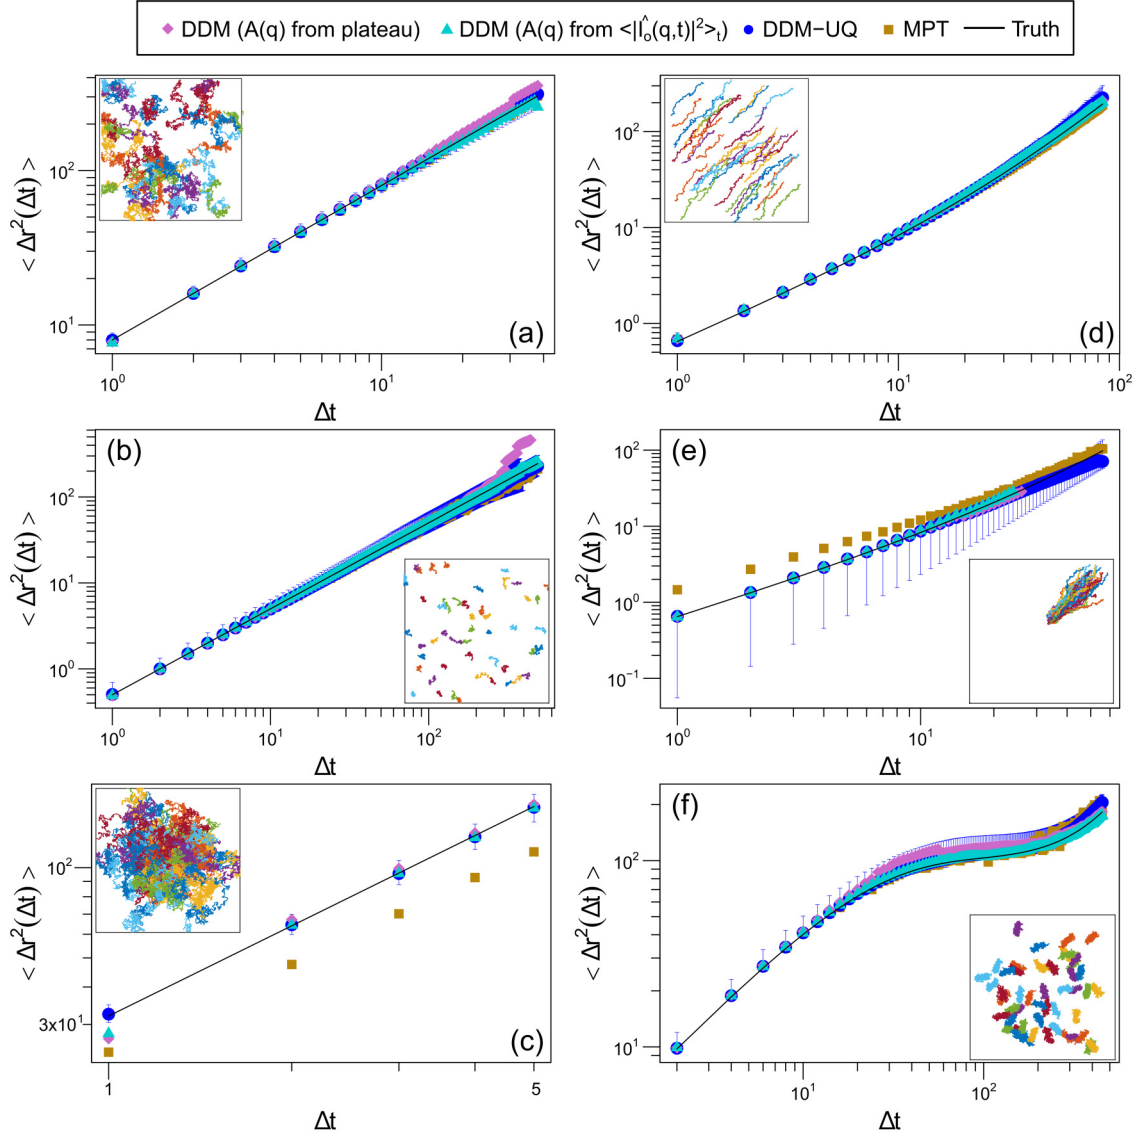 DDM (A(q) from plateau) DDM (A(q) from <|Î₀(q,t)|²>ₜ) DDM−UQ MPT Truth
< Δr²(Δt) >
10²
10¹
10⁰ 10¹
Δt
(a)
< Δr²(Δt) >
10²
10¹
10⁰
10⁰ 10¹ 10²
Δt
(d)
(b)
< Δr²(Δt) >
10²
10¹
10⁰
10⁰ 10¹ 10²
Δt
(e)
< Δr²(Δt) >
10²
10¹
10⁰
10⁻¹
10⁰ 10¹
Δt
< Δr²(Δt) >
10²
3x10¹
1 5
Δt
(c)
(f)
< Δr²(Δt) >
10²
10¹
10¹ 10²
Δt